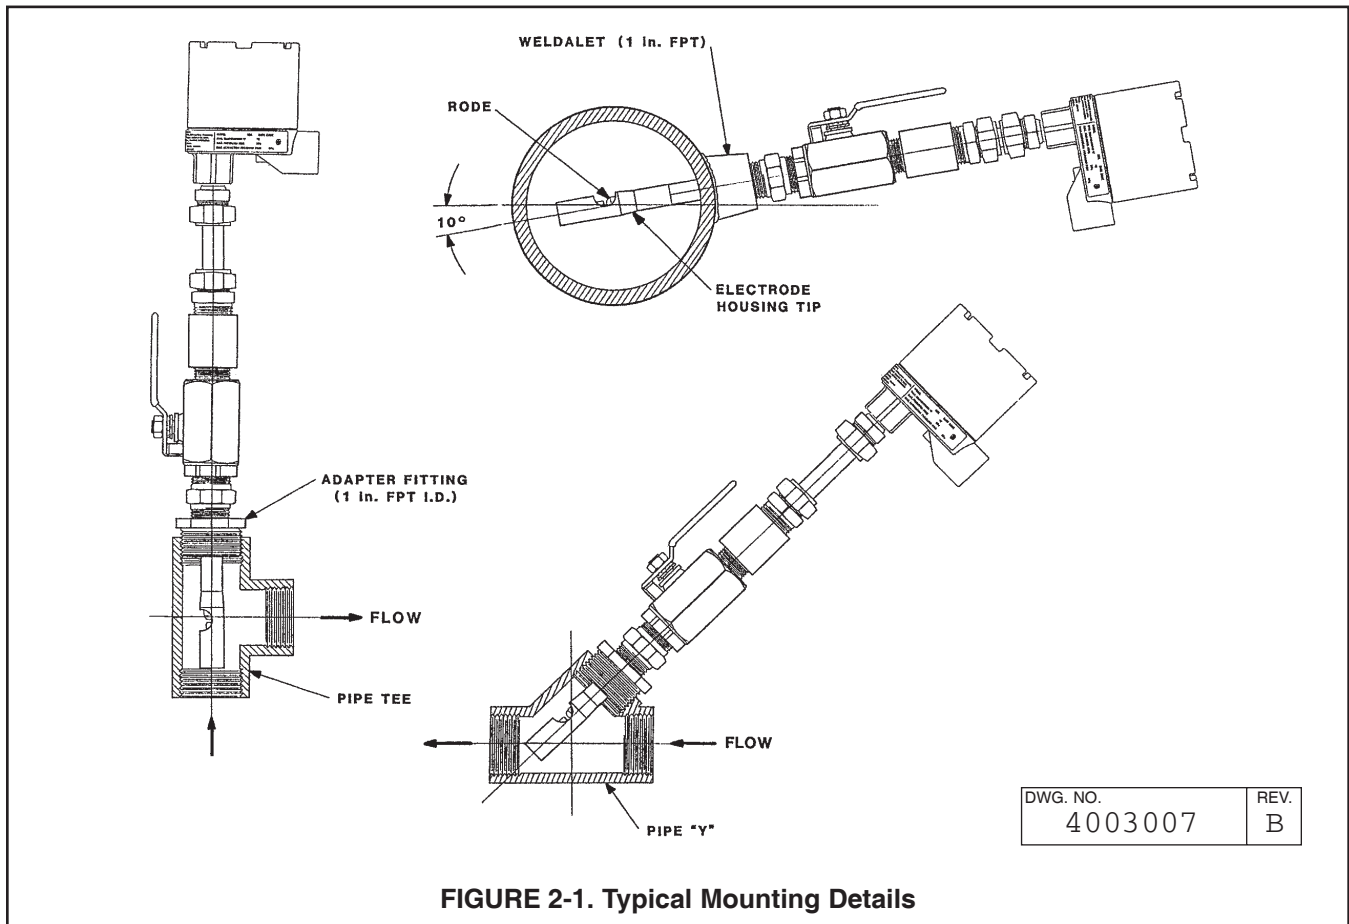 WELDALET (1 in. FPT)
RODE
10°
ELECTRODE
HOUSING TIP
ADAPTER FITTING
(1 in. FPT I.D.)
FLOW
PIPE TEE
FLOW
PIPE "Y"
DWG. NO.
4003007
REV.
B
FIGURE 2-1. Typical Mounting Details